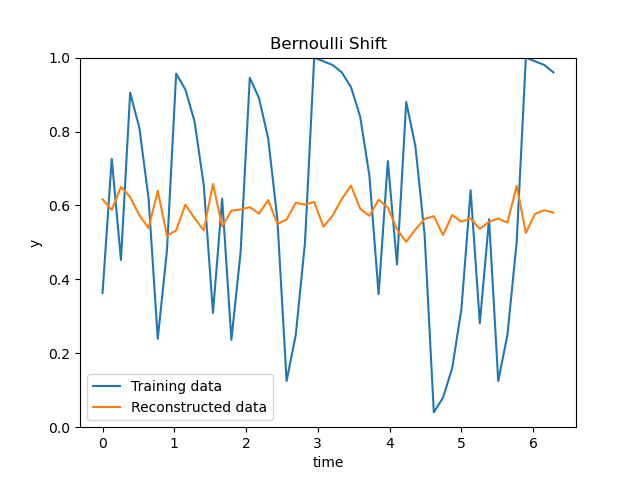 Bernoulli Shift
1.0
0.8
0.6
0.4
0.2
0.0
y
Training data
Reconstructed data
0 1 2 3 4 5 6
time